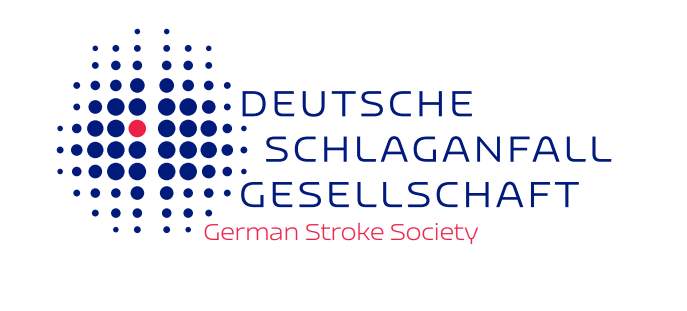 DEUTSCHE
SCHLAGANFALL
GESELLSCHAFT
German Stroke Society